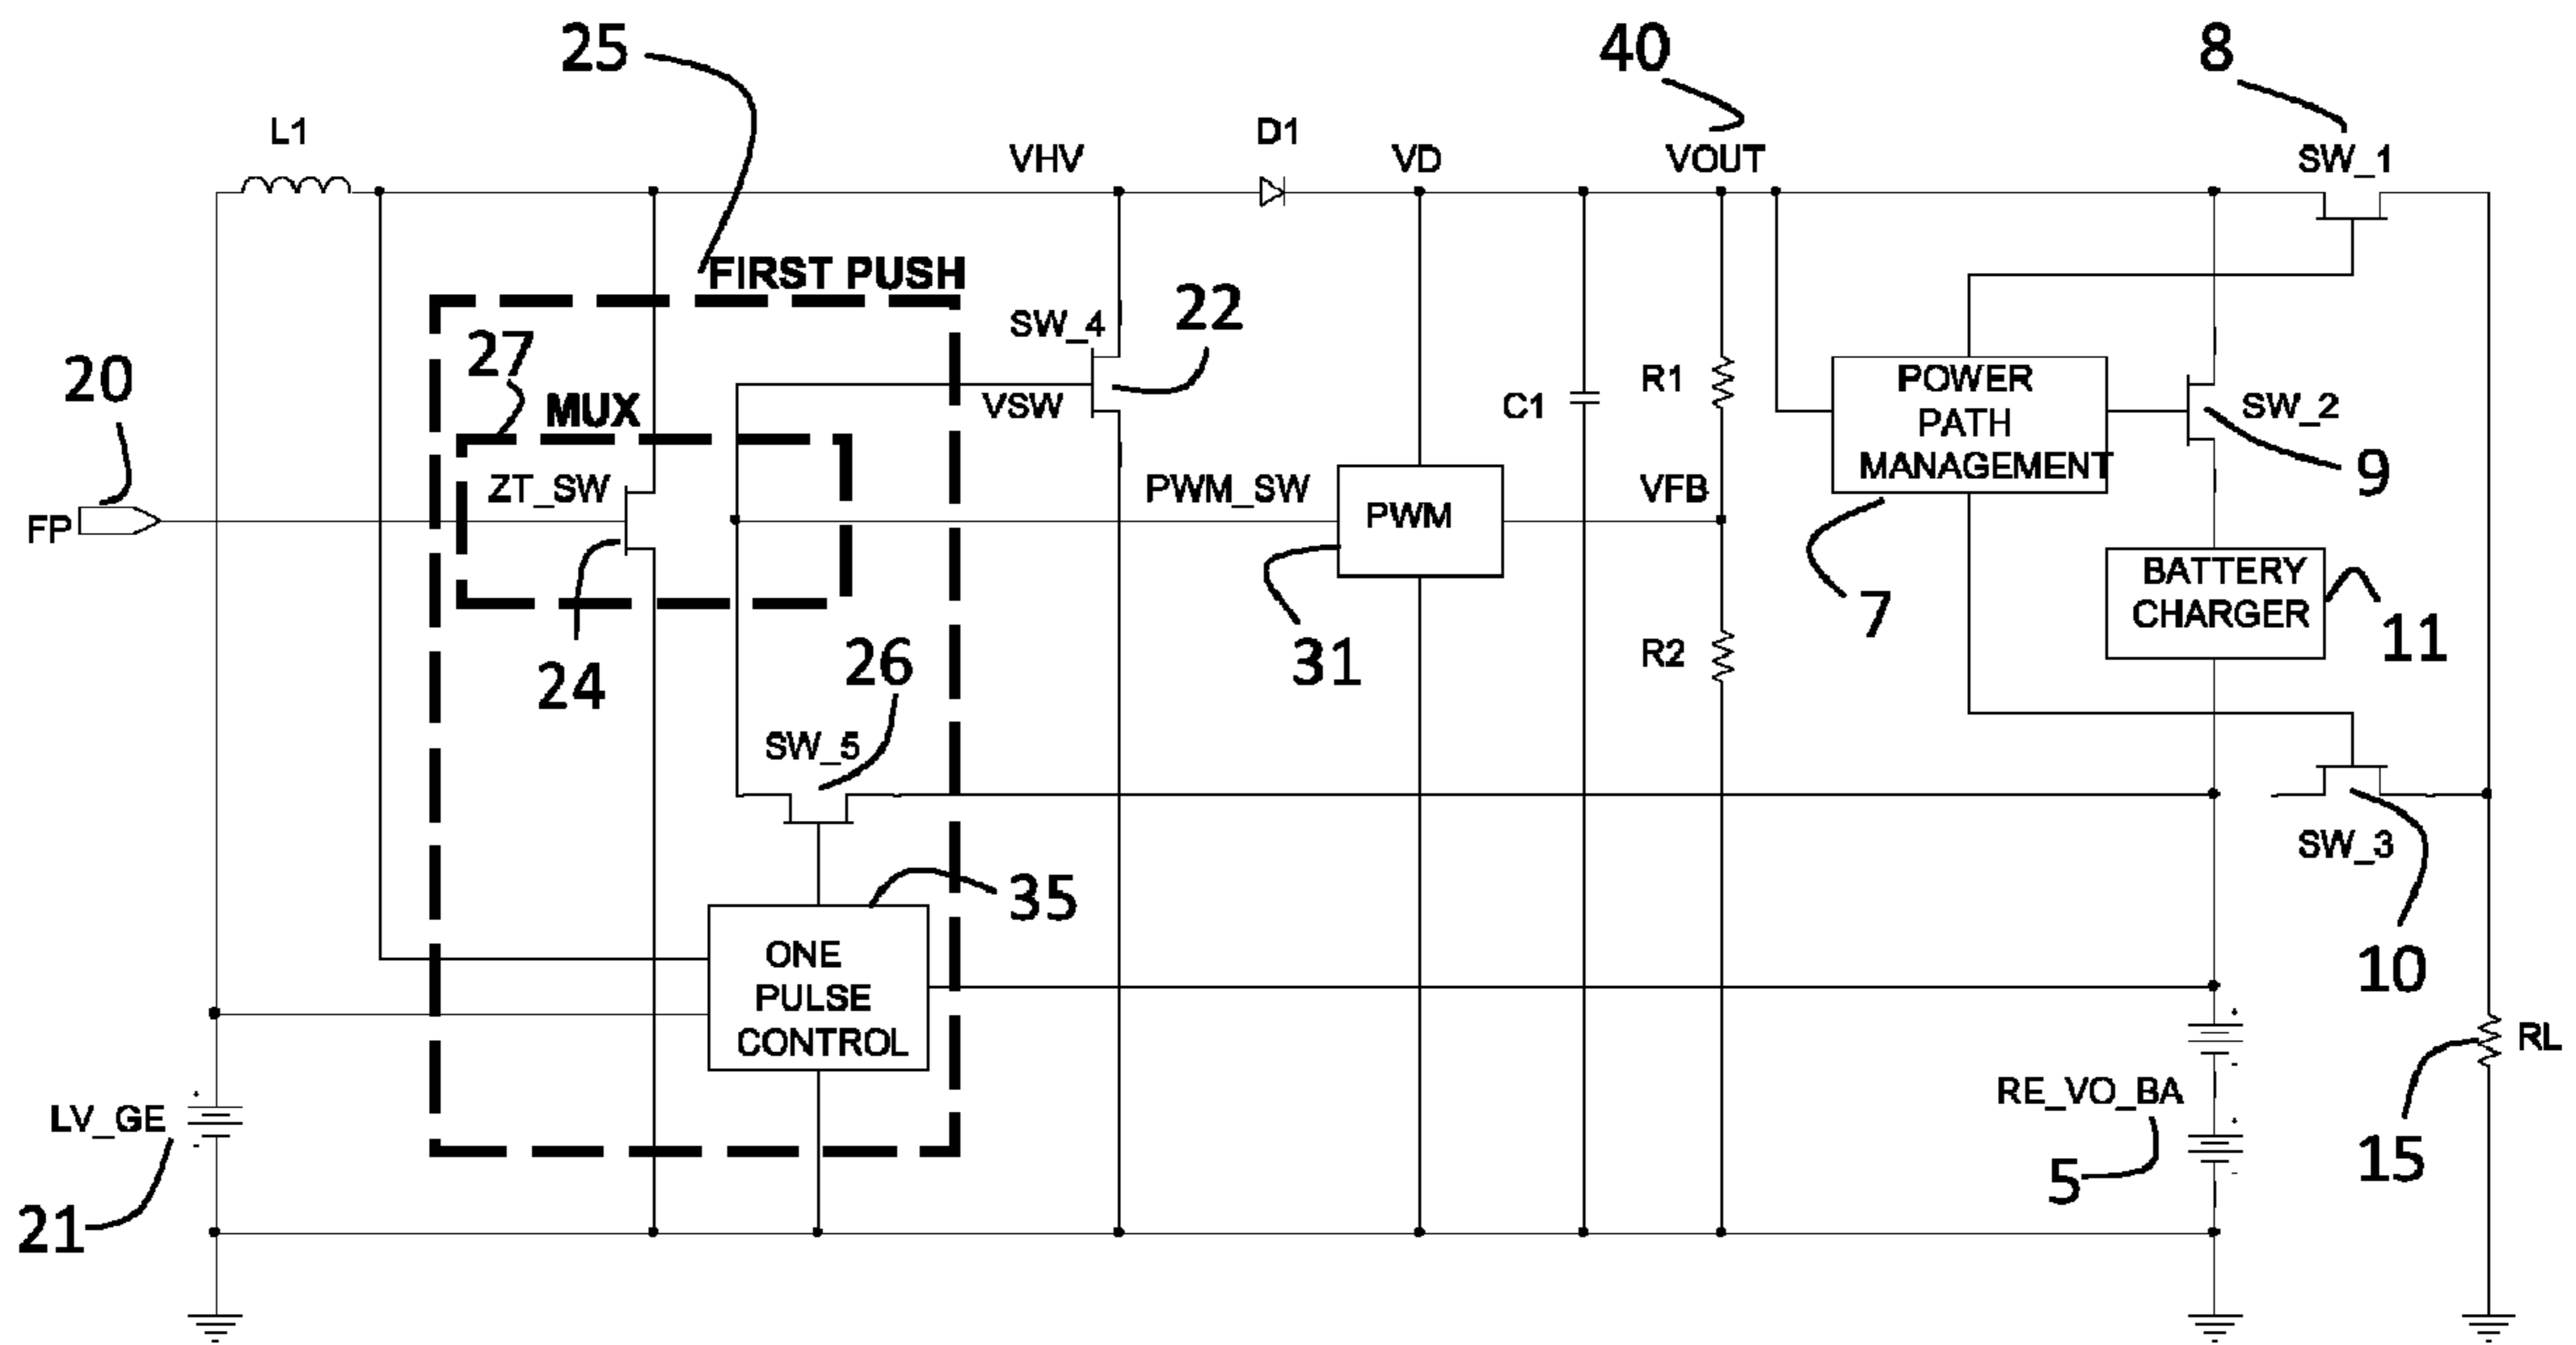 25
40
8
L1
D1
VHV
VD
VOUT
SW_1
FIRST PUSH
SW_4
22
27
20
MUX
VSW
C1
R1
POWER
PATH
MANAGEMENT
SW_2
9
ZT_SW
PWM_SW
PWM
VFB
FP
BATTERY
CHARGER
7
11
24
26
31
R2
SW_5
SW_3
35
ONE
PULSE
CONTROL
10
RL
+
-
LV_GE
+
-
RE_VO_BA
+
-
5
15
21